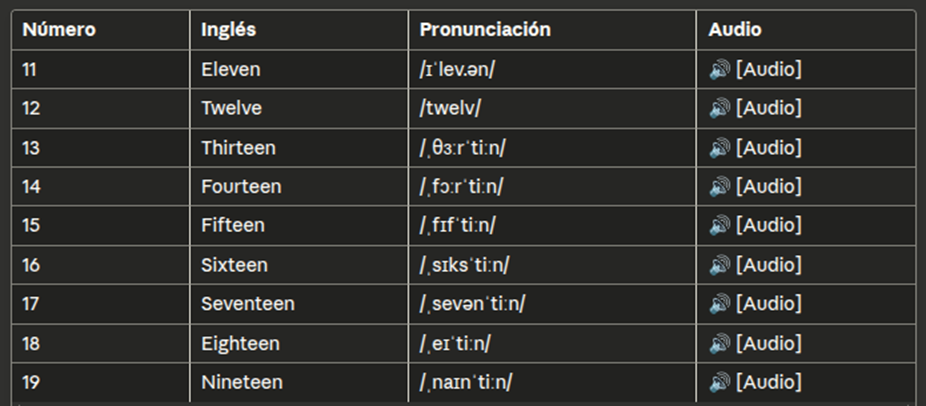 Número Inglés Pronunciación Audio
11 Eleven /ɪˈlev.ən/ 🔊 [Audio]
12 Twelve /twelv/ 🔊 [Audio]
13 Thirteen /ˌθɜːrˈtiːn/ 🔊 [Audio]
14 Fourteen /ˌfɔːrˈtiːn/ 🔊 [Audio]
15 Fifteen /ˌfɪfˈtiːn/ 🔊 [Audio]
16 Sixteen /ˌsɪksˈtiːn/ 🔊 [Audio]
17 Seventeen /ˌsevənˈtiːn/ 🔊 [Audio]
18 Eighteen /ˌeɪˈtiːn/ 🔊 [Audio]
19 Nineteen /ˌnaɪnˈtiːn/ 🔊 [Audio]